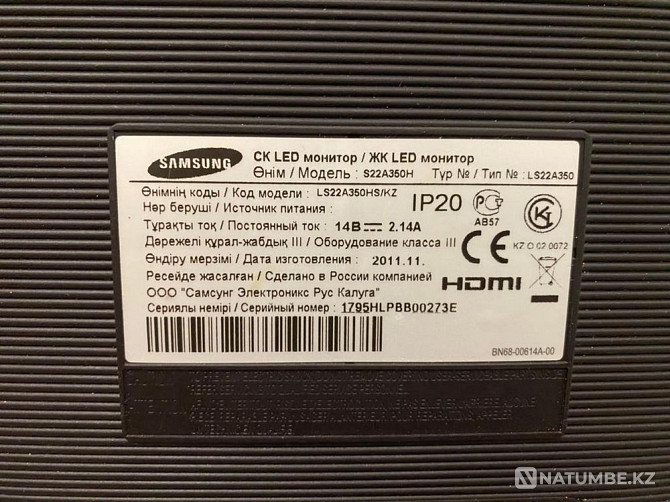 SAMSUNG
СК LED монитор / ЖК LED монитор
Өнім / Модель : S22A350H Түр № / Тип № : LS22A350
Өнімнің коды / Код модели : LS22A350HS/KZ
Нәр беруші / Источник питания :
IP20
АВ57
Тұрақты тоқ / Постоянный ток : 14В 2.14А
Дәрежелі құрал-жабдық III / Оборудование класса III
CE
KZ O 02 0072
Өндіру мерзімі / Дата изготовления : 2011.11.
Ресейде жасалған / Сделано в России компанией
HDMI
ООО "Самсунг Электроникс Рус Калуга"
Сериялы немірі / Серийный номер : 1795HLPBB00273E
BN68-00614A-00
NATUMBE.KZ